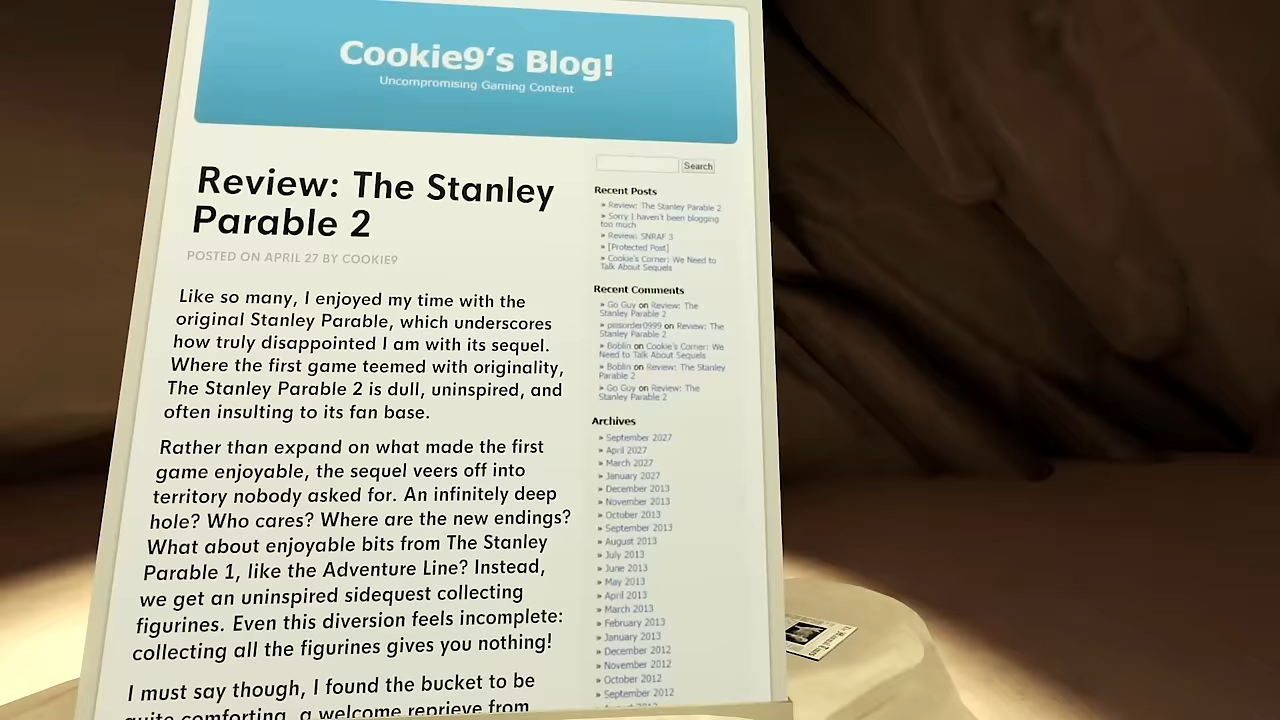 Cookie9's Blog!
Uncompromising Gaming Content
Review: The Stanley
Parable 2
POSTED ON APRIL 27 BY COOKIE9
Like so many, I enjoyed my time with the
original Stanley Parable, which underscores
how truly disappointed I am with its sequel.
Where the first game teemed with originality,
The Stanley Parable 2 is dull, uninspired, and
often insulting to its fan base.
Rather than expand on what made the first
game enjoyable, the sequel veers off into
territory nobody asked for. An infinitely deep
hole? Who cares? Where are the new endings?
What about enjoyable bits from The Stanley
Parable 1, like the Adventure Line? Instead,
we get an uninspired sidequest collecting
figurines. Even this diversion feels incomplete:
collecting all the figurines gives you nothing!
I must say though, I found the bucket to be
quite comforting, a welcome reprieve from
Search
Recent Posts
» Review: The Stanley Parable 2
» Sorry I haven't been blogging
too much
» Review: SNRAF 3
» [Protected Post]
» Cookie's Corner: We Need to
Talk About Sequels
Recent Comments
» Go Guy on Review: The
Stanley Parable 2
» pissorder0999 on Review: The
Stanley Parable 2
» Boblin on Cookie's Corner: We
Need to Talk About Sequels
» Boblin on Review: The Stanley
Parable 2
» Go Guy on Review: The
Stanley Parable 2
Archives
» September 2027
» April 2027
» March 2027
» January 2027
» December 2013
» November 2013
» October 2013
» September 2013
» August 2013
» July 2013
» June 2013
» May 2013
» April 2013
» March 2013
» February 2013
» January 2013
» December 2012
» November 2012
» October 2012
» September 2012